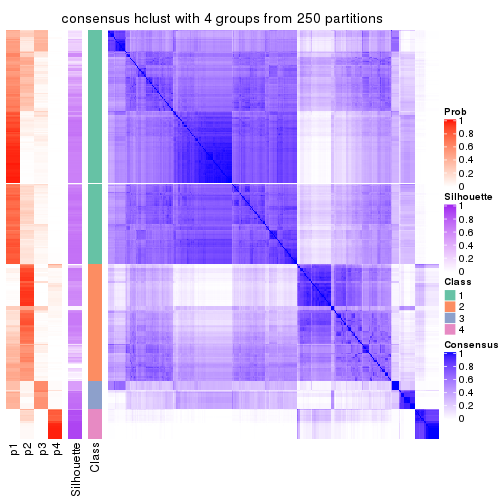 consensus hclust with 4 groups from 250 partitions
Prob
1
0.8
0.6
0.4
0.2
0
Silhouette
1
0.8
0.6
0.4
0.2
0
Class
1
2
3
4
Consensus
1
0.8
0.6
0.4
0.2
0
p1
p2
p3
p4
Silhouette
Class